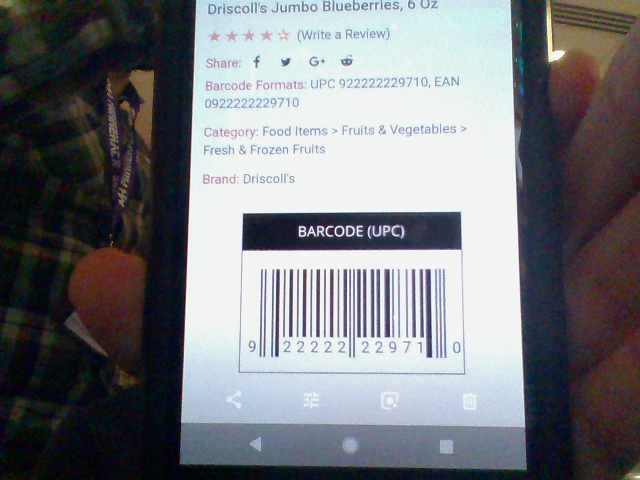 Driscoll's Jumbo Blueberries, 6 Oz
(Write a Review)
Share: f G+
Barcode Formats: UPC 922222229710, EAN
0922222229710
Category: Food Items > Fruits & Vegetables >
Fresh & Frozen Fruits
Brand: Driscoll's
BARCODE (UPC)
9 22222 22971 0